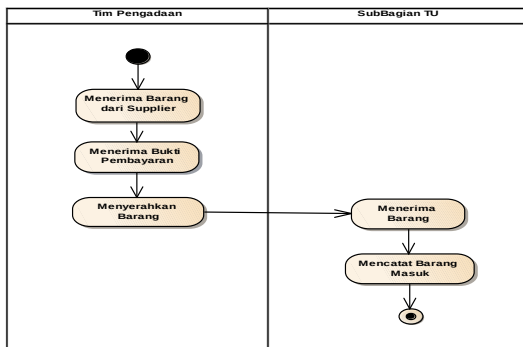 Tim Pengadaan
SubBagian TU
Menerima Barang
dari Supplier
Menerima Bukti
Pembayaran
Menyerahkan
Barang
Menerima
Barang
Mencatat Barang
Masuk